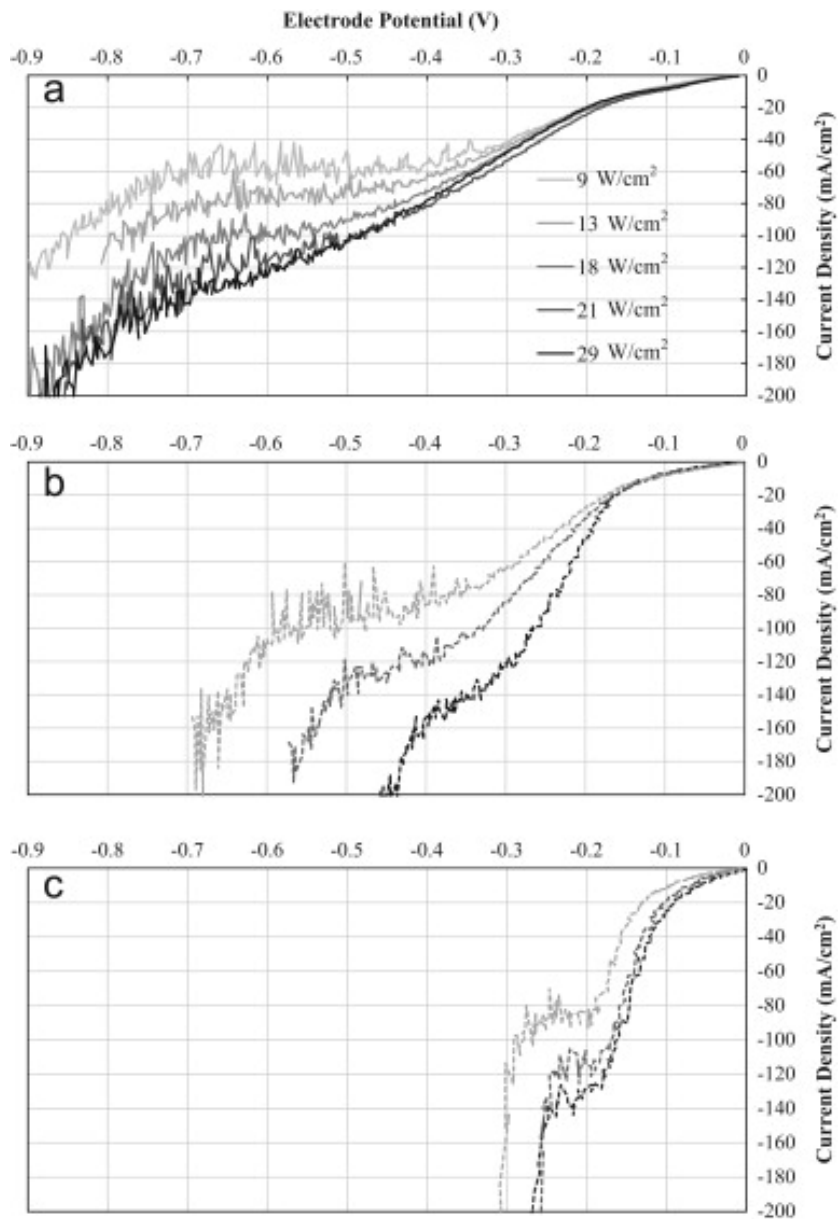 Electrode Potential (V)
-0.9 -0.8 -0.7 -0.6 -0.5 -0.4 -0.3 -0.2 -0.1 0
a
0
-20
-40
-60
-80
-100
-120
-140
-160
-180
-200
Current Density (mA/cm²)
9 W/cm²
13 W/cm²
18 W/cm²
21 W/cm²
29 W/cm²
-0.9 -0.8 -0.7 -0.6 -0.5 -0.4 -0.3 -0.2 -0.1 0
b
0
-20
-40
-60
-80
-100
-120
-140
-160
-180
-200
Current Density (mA/cm²)
-0.9 -0.8 -0.7 -0.6 -0.5 -0.4 -0.3 -0.2 -0.1 0
c
0
-20
-40
-60
-80
-100
-120
-140
-160
-180
-200
Current Density (mA/cm²)